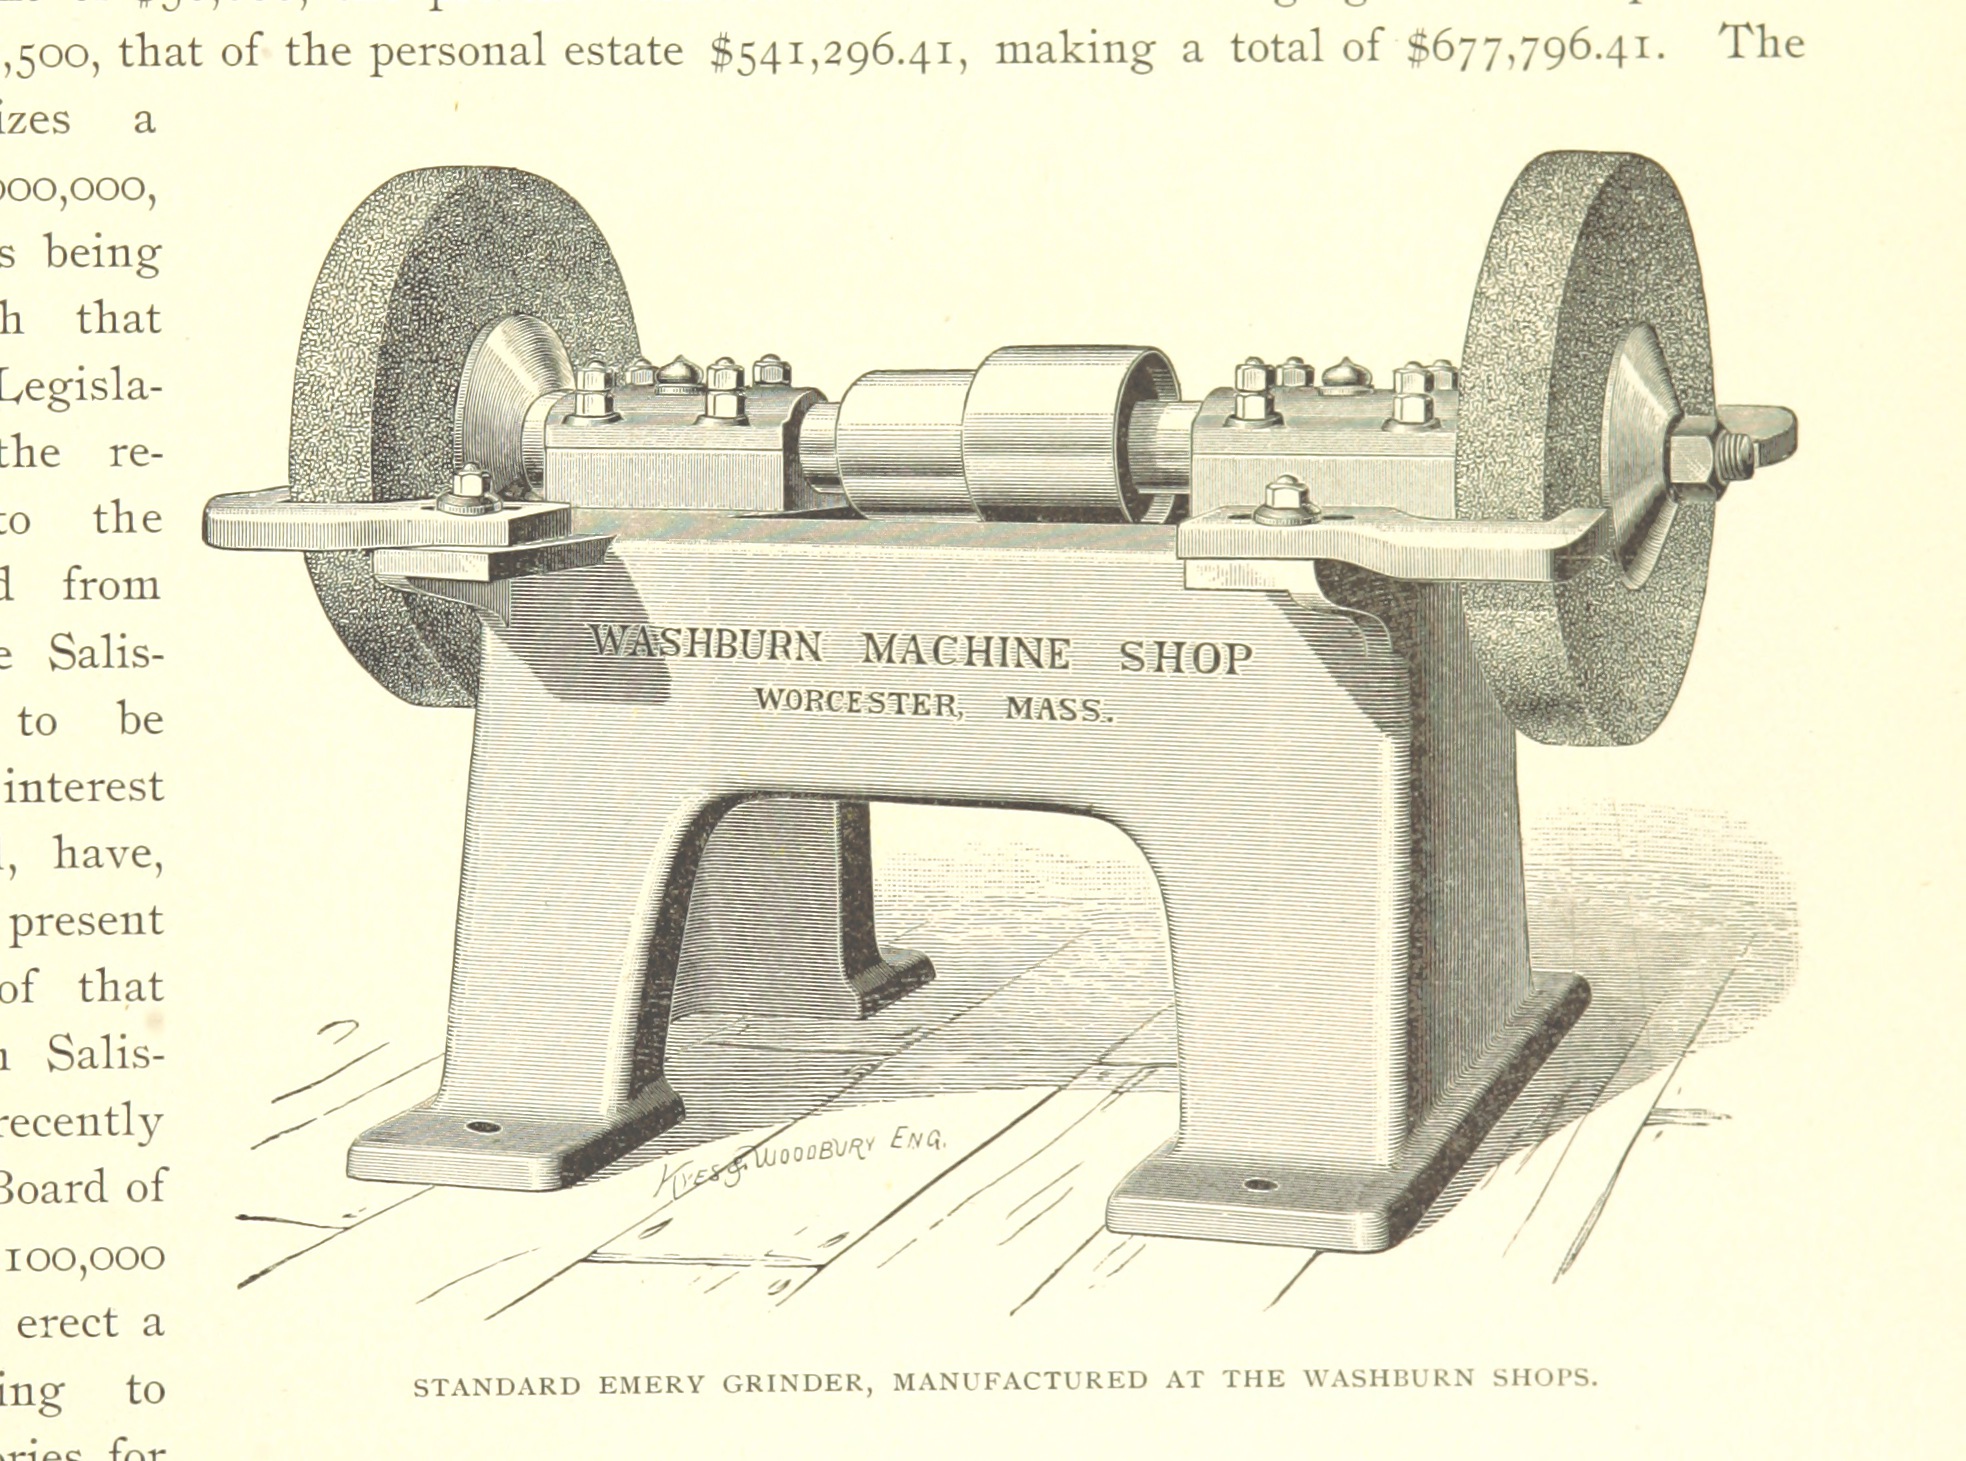 ,500, that of the personal estate $541,296.41, making a total of $677,796.41. The
a
000,000,
being
that
Legisla-
the re-
to the
from
Salis-
to be
interest
have,
present
of that
Salis-
recently
Board of
100,000
erect a
to
for
WASHBURN MACHINE SHOP
WORCESTER, MASS.
KYES & WOODBURY ENG.
STANDARD EMERY GRINDER, MANUFACTURED AT THE WASHBURN SHOPS.